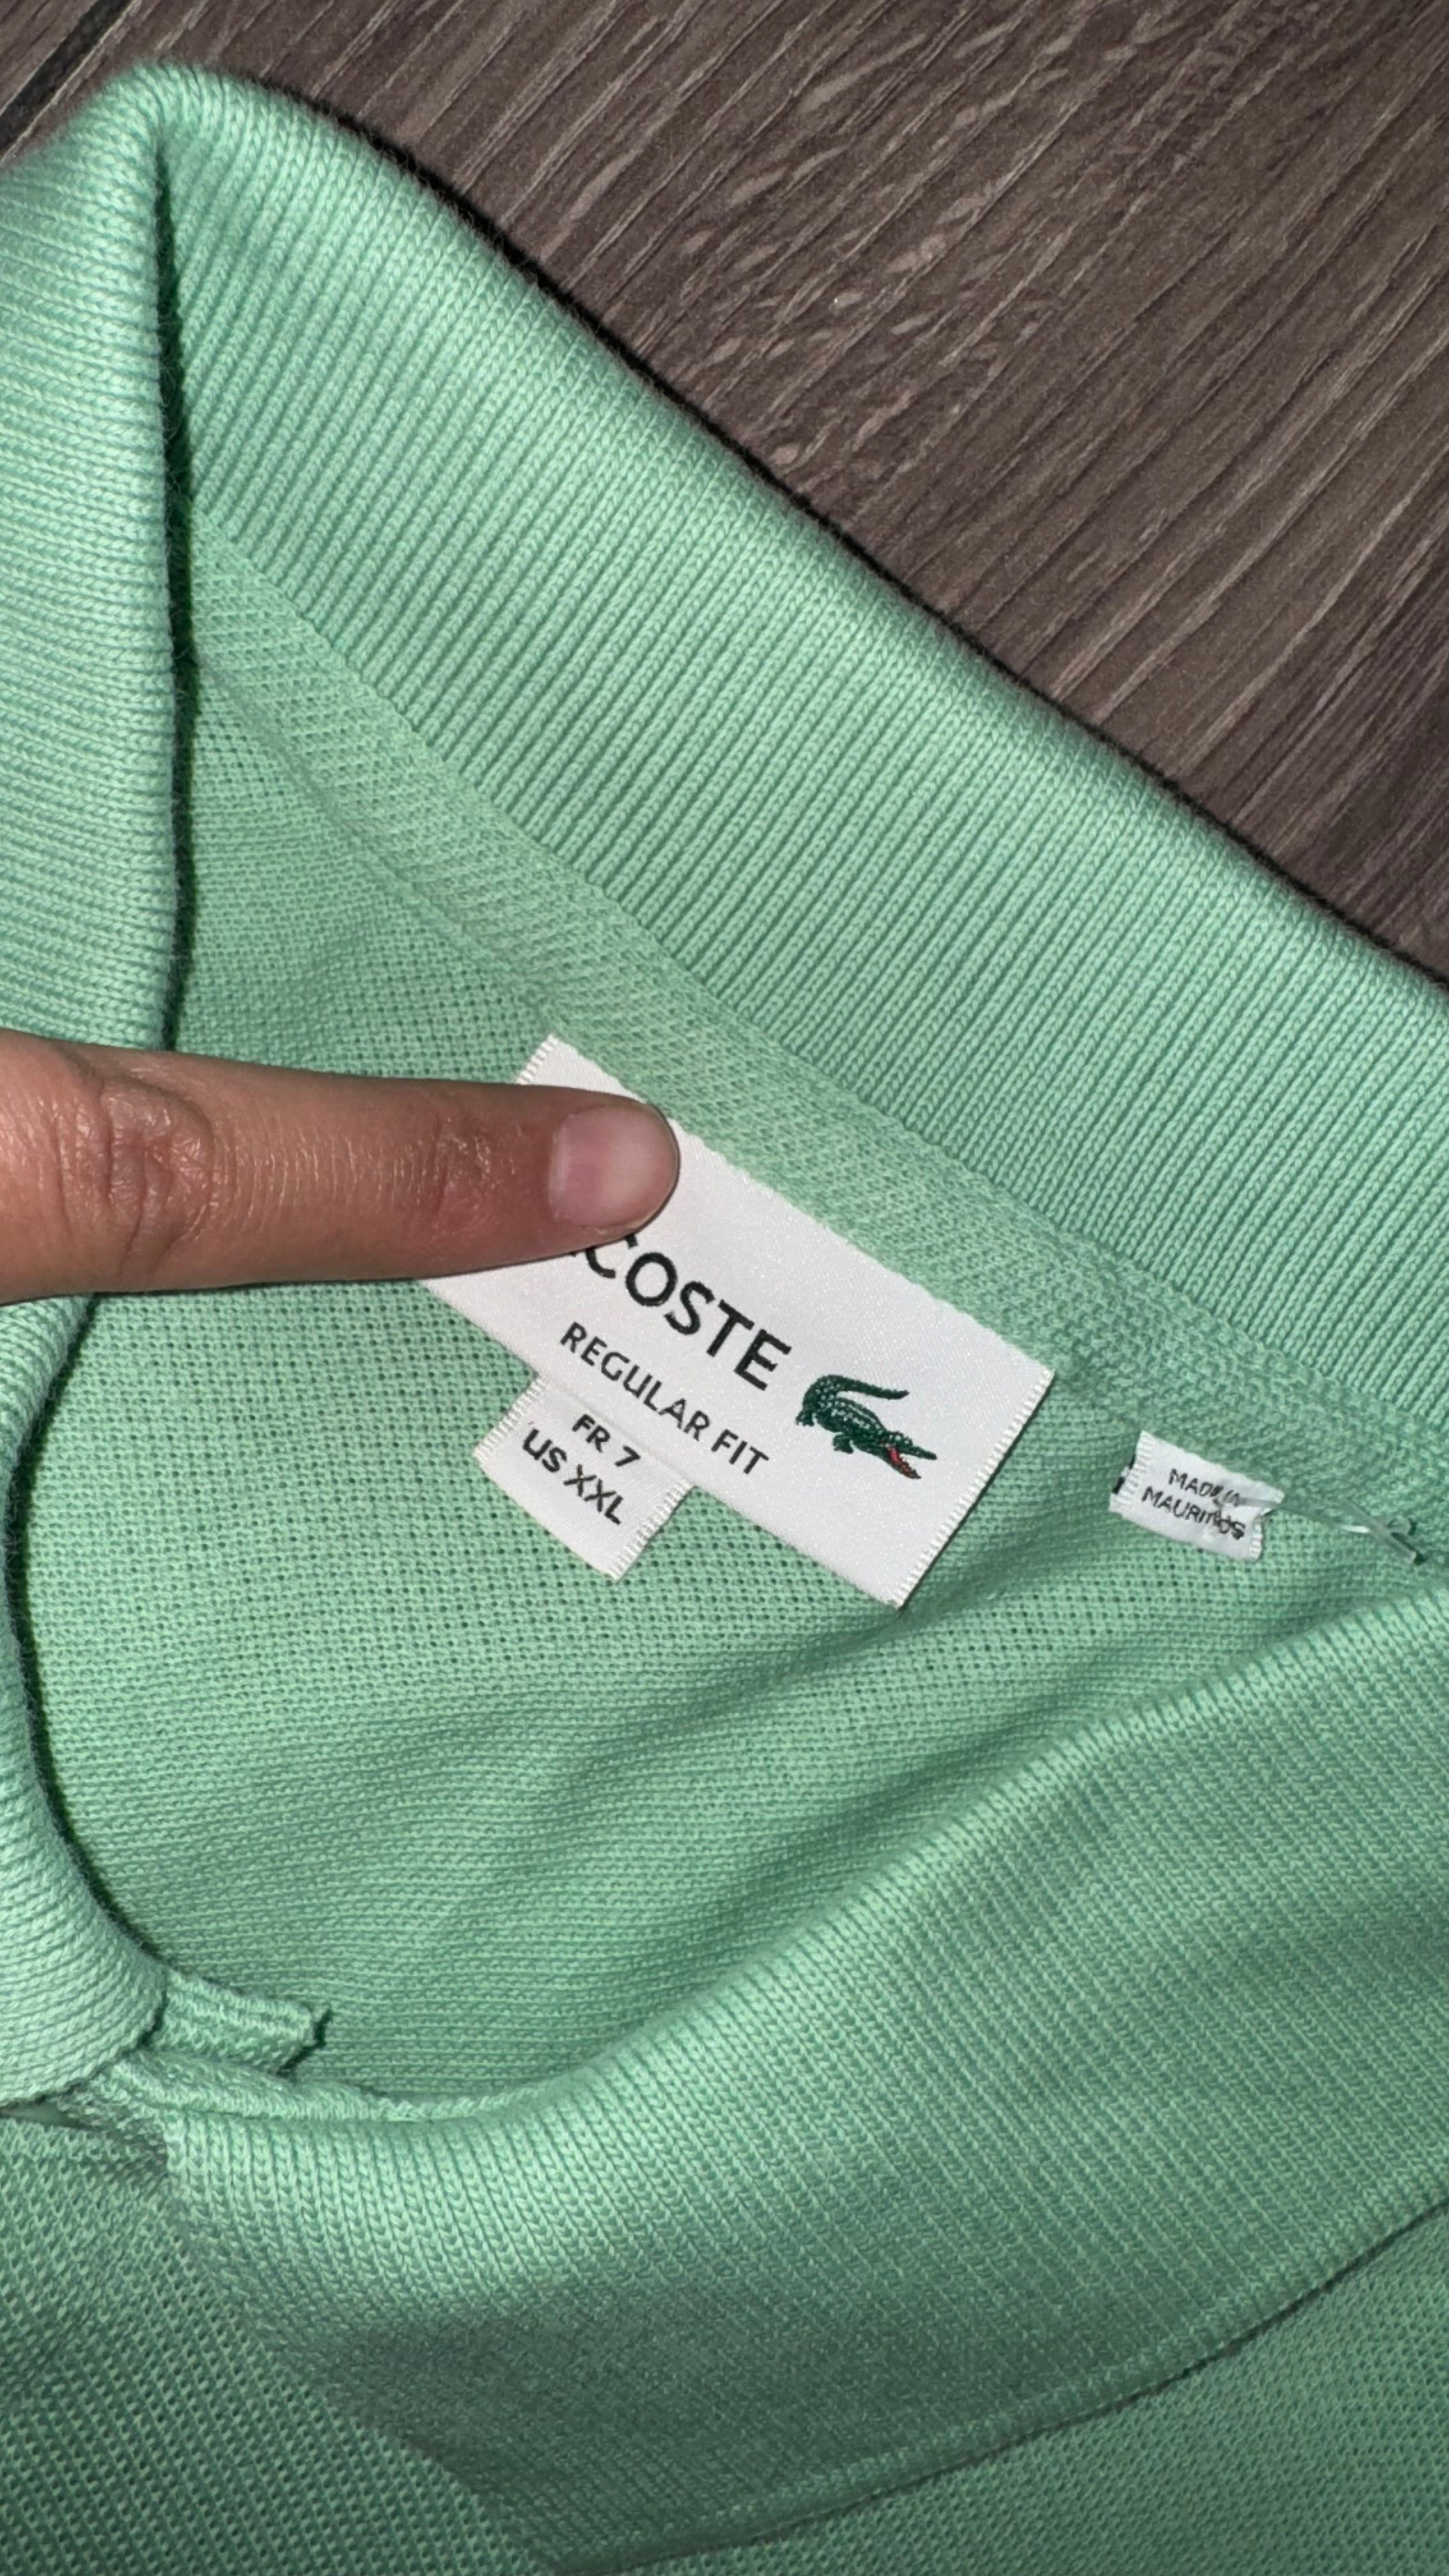 COSTE
REGULAR FIT
FR 7
US XXL
MADE IN
MAURITIUS